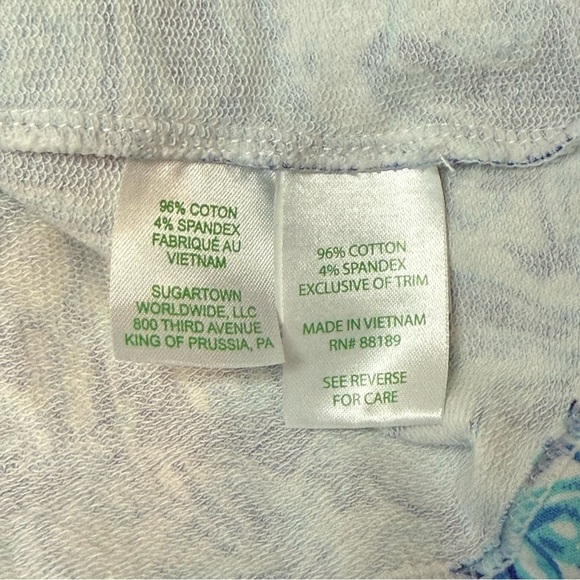 96% COTON
4% SPANDEX
FABRIQUÉ AU
VIETNAM
SUGARTOWN
WORLDWIDE, LLC
800 THIRD AVENUE
KING OF PRUSSIA, PA
96% COTTON
4% SPANDEX
EXCLUSIVE OF TRIM
MADE IN VIETNAM
RN# 88189
SEE REVERSE
FOR CARE